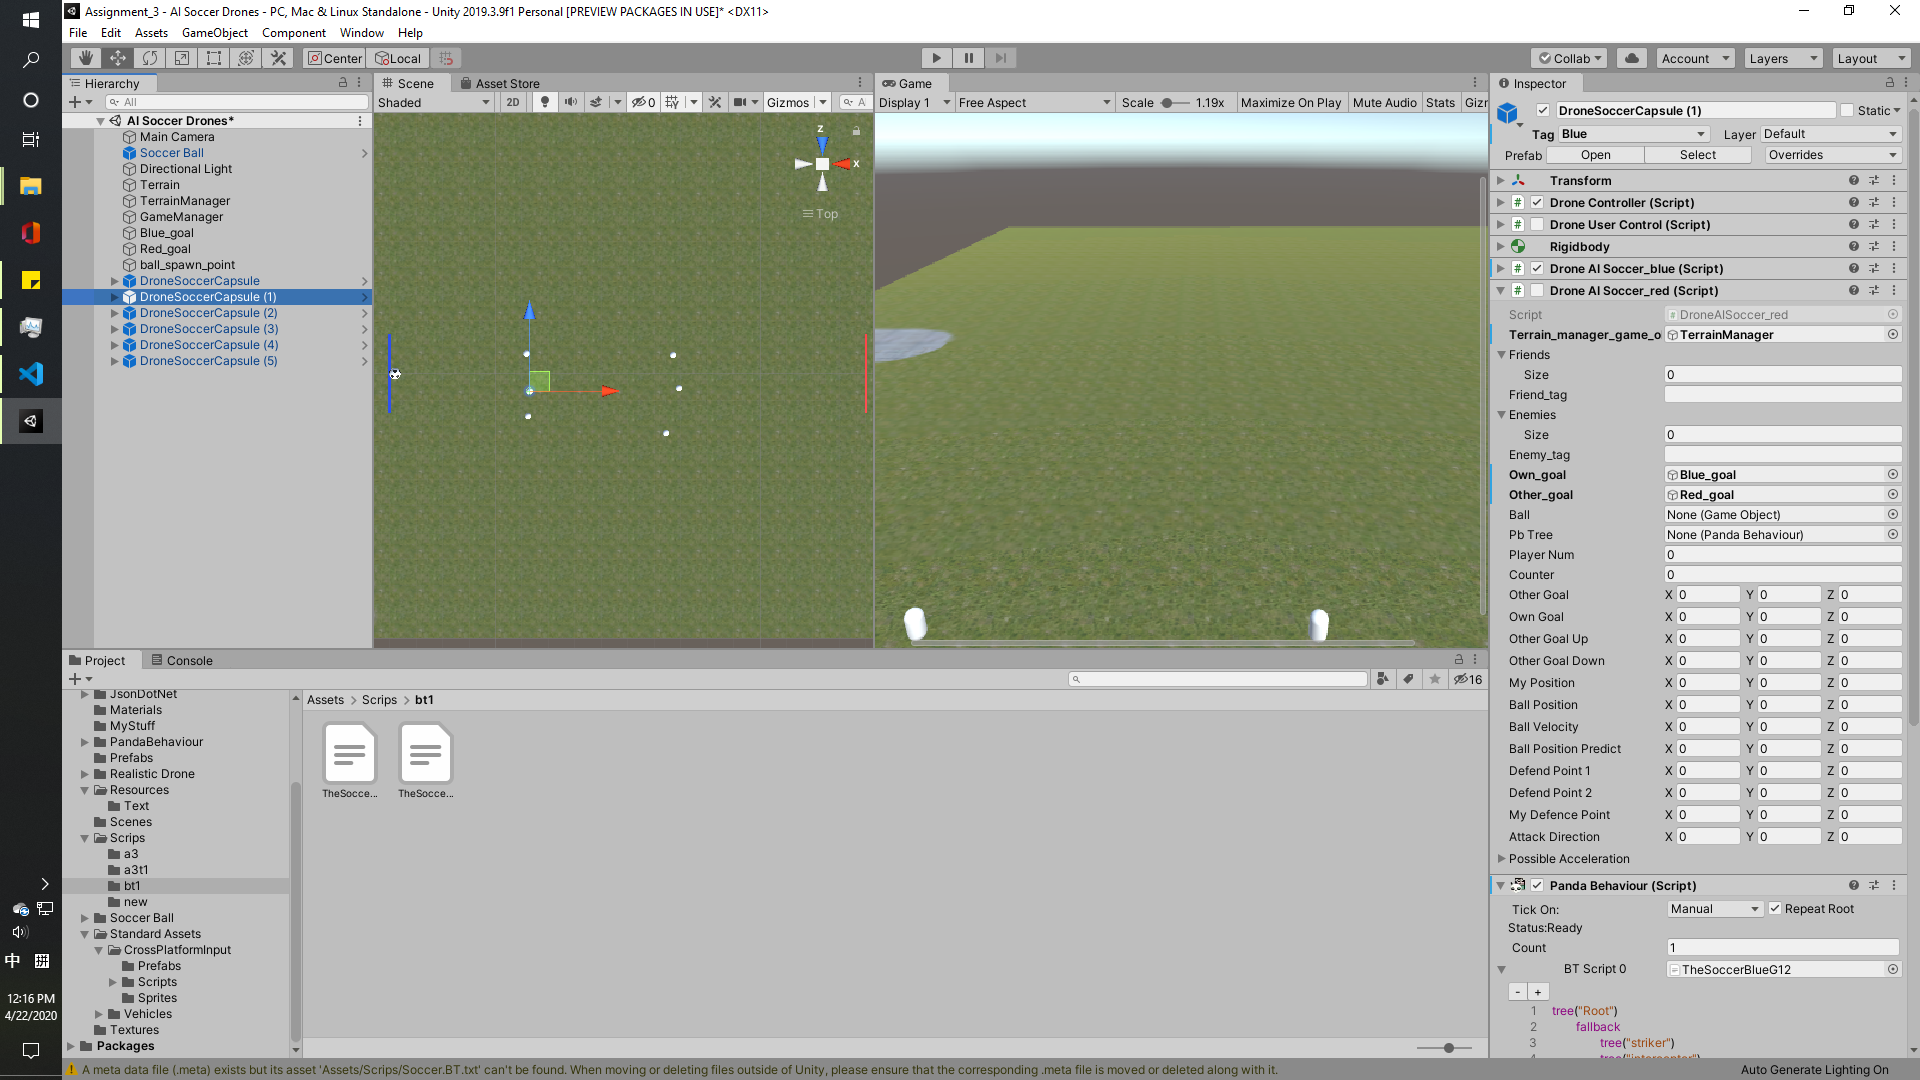 Assignment_3 - AI Soccer Drones - PC, Mac & Linux Standalone - Unity 2019.3.9f1 Personal [PREVIEW PACKAGES IN USE]* <DX11>
File Edit Assets GameObject Component Window Help
Center Local Collab Account Layers Layout
Hierarchy
All
AI Soccer Drones*
Main Camera
Soccer Ball
Directional Light
Terrain
TerrainManager
GameManager
Blue_goal
Red_goal
ball_spawn_point
DroneSoccerCapsule
DroneSoccerCapsule (1)
DroneSoccerCapsule (2)
DroneSoccerCapsule (3)
DroneSoccerCapsule (4)
DroneSoccerCapsule (5)
Scene Asset Store
Shaded 2D 0 Gizmos A
z
x
Top
Game
Display 1 Free Aspect Scale 1.19x Maximize On Play Mute Audio Stats Giz
Inspector
DroneSoccerCapsule (1) Static
Tag Blue Layer Default
Prefab Open Select Overrides
Transform
Drone Controller (Script)
Drone User Control (Script)
Rigidbody
Drone AI Soccer_blue (Script)
Drone AI Soccer_red (Script)
Script DroneAISoccer_red
Terrain_manager_game_o TerrainManager
Friends
Size 0
Friend_tag
Enemies
Size 0
Enemy_tag
Own_goal Blue_goal
Other_goal Red_goal
Ball None (Game Object)
Pb Tree None (Panda Behaviour)
Player Num 0
Counter 0
Other Goal X 0 Y 0 Z 0
Own Goal X 0 Y 0 Z 0
Other Goal Up X 0 Y 0 Z 0
Other Goal Down X 0 Y 0 Z 0
My Position X 0 Y 0 Z 0
Ball Position X 0 Y 0 Z 0
Ball Velocity X 0 Y 0 Z 0
Ball Position Predict X 0 Y 0 Z 0
Defend Point 1 X 0 Y 0 Z 0
Defend Point 2 X 0 Y 0 Z 0
My Defence Point X 0 Y 0 Z 0
Attack Direction X 0 Y 0 Z 0
Possible Acceleration
Panda Behaviour (Script)
Tick On: Manual Repeat Root
Status:Ready
Count 1
BT Script 0 TheSoccerBlueG12
- +
1 tree("Root")
2 fallback
3 tree("striker")
4 tree("interceptor")
Project Console
16
JsonDotNet
Materials
MyStuff
PandaBehaviour
Prefabs
Realistic Drone
Resources
Text
Scenes
Scrips
a3
a3t1
bt1
new
Soccer Ball
Standard Assets
CrossPlatformInput
Prefabs
Scripts
Sprites
Vehicles
Textures
Packages
Assets > Scrips > bt1
TheSocce... TheSocce...
中
12:16 PM
4/22/2020
A meta data file (.meta) exists but its asset 'Assets/Scrips/Soccer.BT.txt' can't be found. When moving or deleting files outside of Unity, please ensure that the corresponding .meta file is moved or deleted along with it.
Auto Generate Lighting On